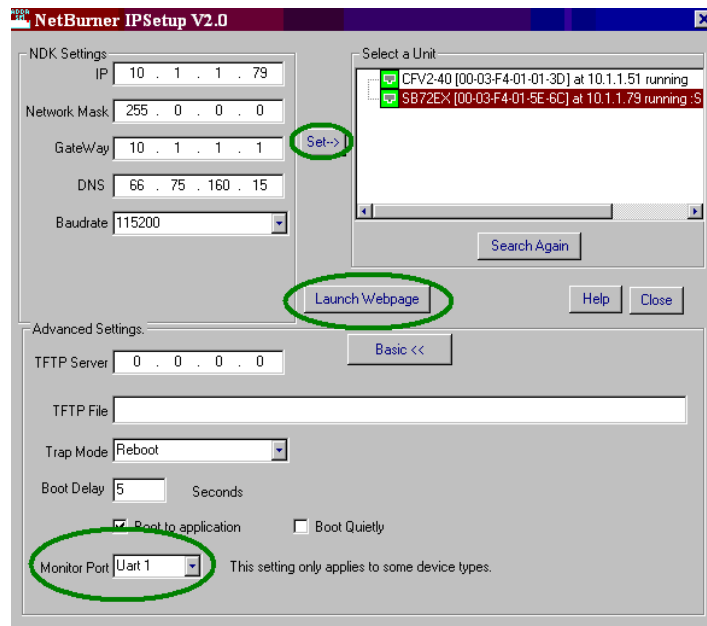 NetBurner IPSetup V2.0
NDK Settings
IP 10 . 1 . 1 . 79
Network Mask 255 . 0 . 0 . 0
GateWay 10 . 1 . 1 . 1
DNS 66 . 75 . 160 . 15
Baudrate 115200
Set-->
Select a Unit
CFV2-40 [00-03-F4-01-01-3D] at 10.1.1.51 running
SB72EX [00-03-F4-01-5E-6C] at 10.1.1.79 running :S
Search Again
Launch Webpage
Help
Close
Advanced Settings.
Basic <<
TFTP Server 0 . 0 . 0 . 0
TFTP File
Trap Mode Reboot
Boot Delay 5 Seconds
Boot to application
Boot Quietly
Monitor Port Uart 1 This setting only applies to some device types.